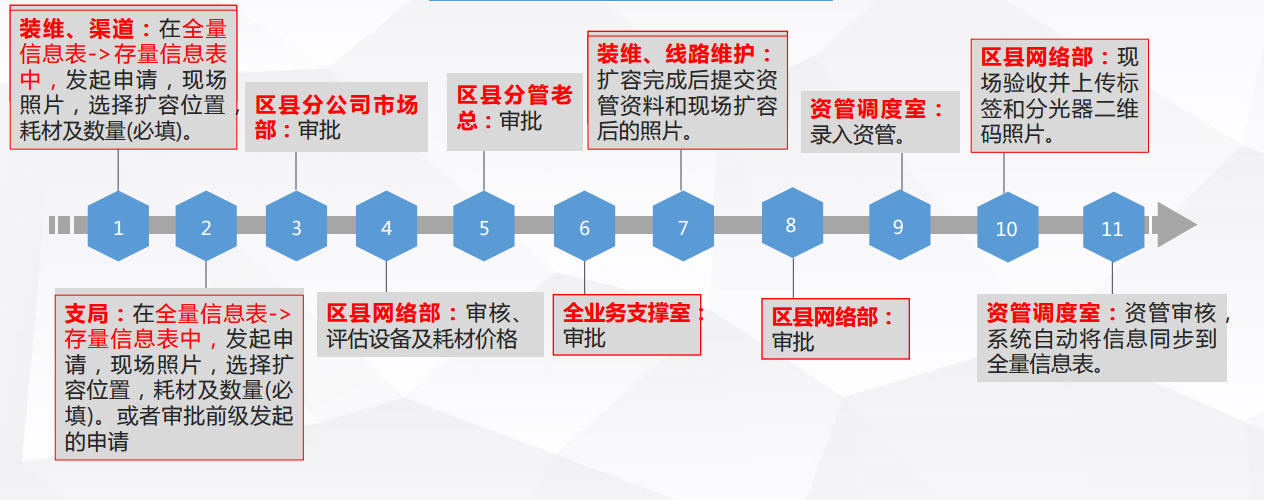 装维、渠道：在全量
信息表->存量信息表
中，发起申请，现场
照片，选择扩容位置，
耗材及数量(必填)。
区县分公司市场
部：审批
区县分管老
总：审批
装维、线路维护：
扩容完成后提交资
管资料和现场扩容
后的照片。
资管调度室：
录入资管。
区县网络部：现
场验收并上传标
签和分光器二维
码照片。
1
2
3
4
5
6
7
8
9
10
11
支局：在全量信息表->
存量信息表中，发起申
请，现场照片，选择扩
容位置，耗材及数量(必
填)。或者审批前级发起
的申请
区县网络部：审核、
评估设备及耗材价格
全业务支撑室：
审批
区县网络部：
审批
资管调度室：资管审核，
系统自动将信息同步到
全量信息表。